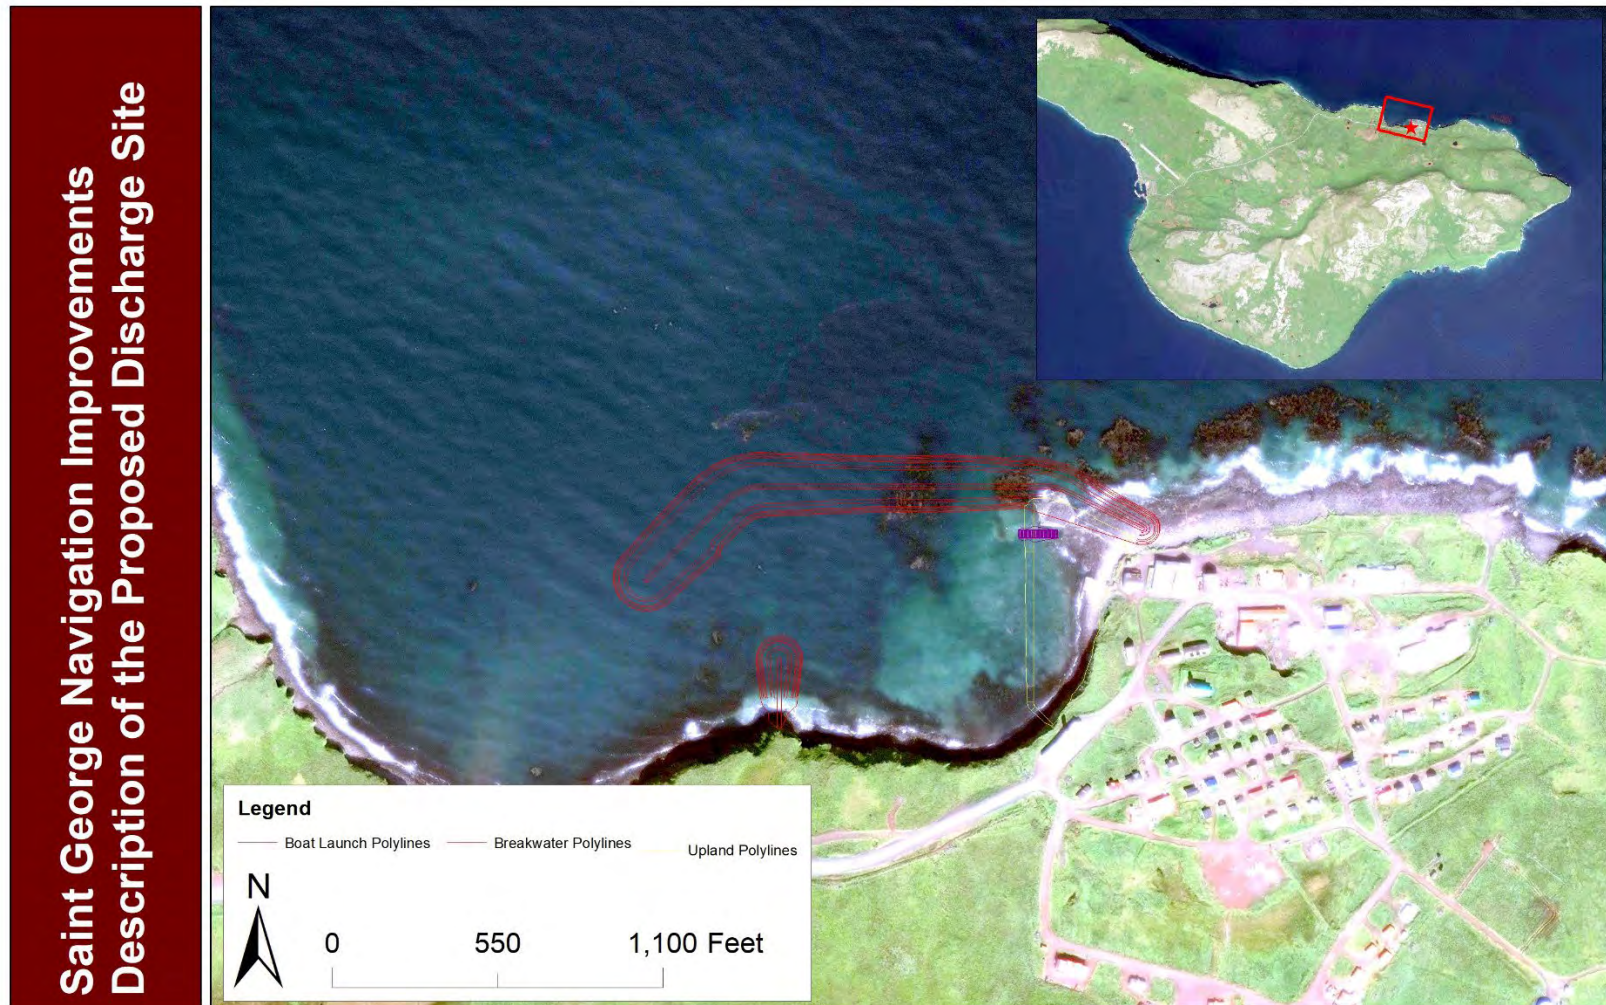 Saint George Navigation Improvements
Description of the Proposed Discharge Site
Legend
Boat Launch Polylines
Breakwater Polylines
Upland Polylines
N
0
550
1,100 Feet